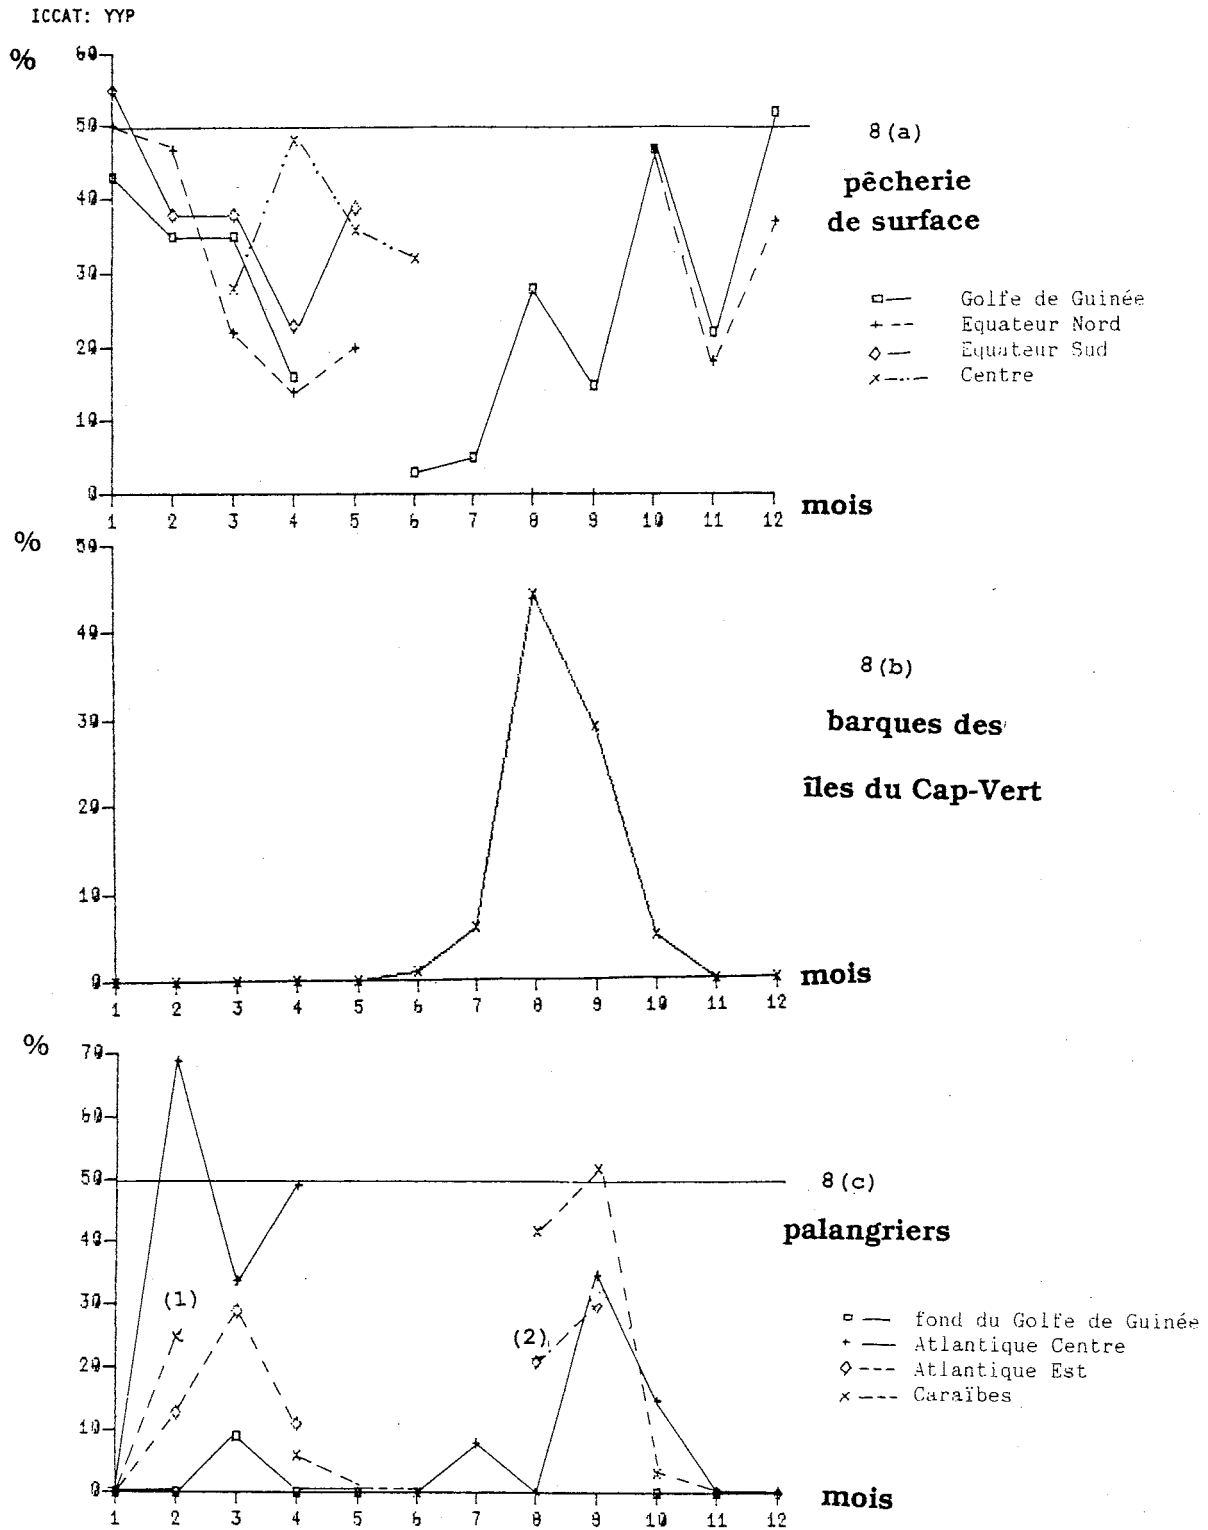 ICCAT: YYP
%
60
50
40
30
20
10
0
1 2 3 4 5 6 7 8 9 10 11 12
mois
8(a)
pêcherie
de surface
Golfe de Guinée
Equateur Nord
Equateur Sud
Centre
%
50
40
30
20
10
0
1 2 3 4 5 6 7 8 9 10 11 12
mois
8(b)
barques des
îles du Cap-Vert
%
70
60
50
40
30
20
10
0
(1)
(2)
1 2 3 4 5 6 7 8 9 10 11 12
mois
8(c)
palangriers
fond du Golfe de Guinée
Atlantique Centre
Atlantique Est
Caraïbes